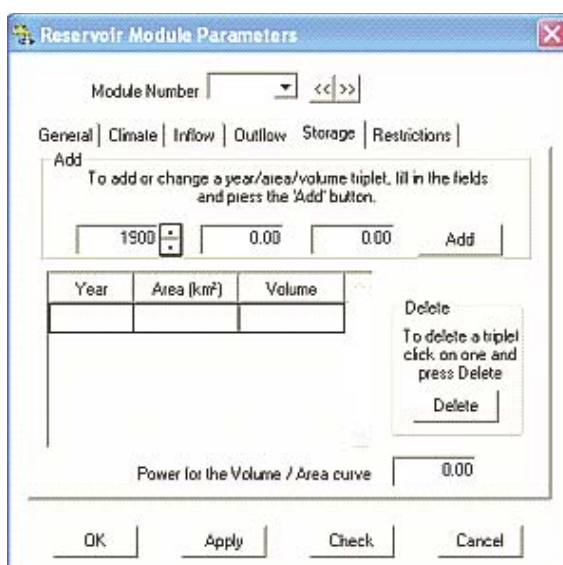 Reservoir Module Parameters
Module Number << >>
General Climate Inflow Outflow Storage Restrictions
Add
To add or change a year/area/volume triplet, fill in the fields
and press the 'Add' button.
1900 0.00 0.00 Add
Year Area (km²) Volume
Delete
To delete a triplet
click on one and
press Delete
Delete
Power for the Volume / Area curve 0.00
OK Apply Check Cancel